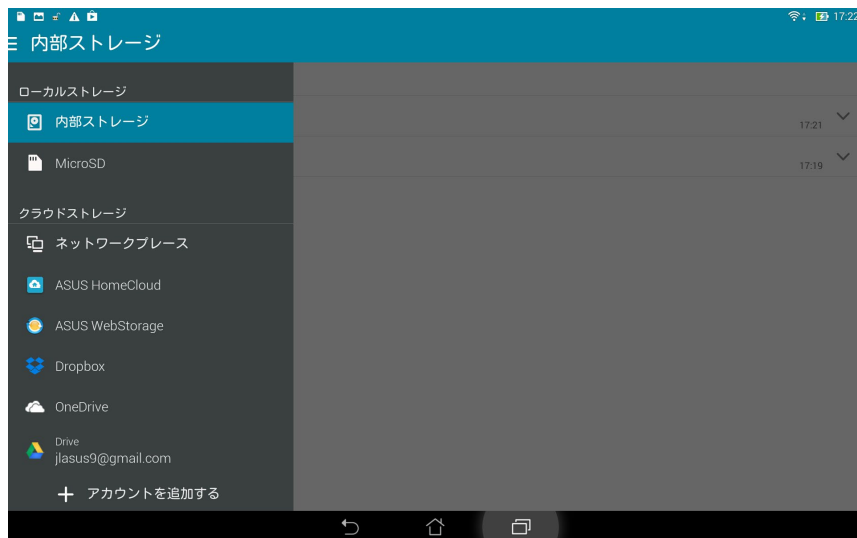 17:22
内部ストレージ
ローカルストレージ
内部ストレージ
17:21
MicroSD
17:19
クラウドストレージ
ネットワークプレース
ASUS HomeCloud
ASUS WebStorage
Dropbox
OneDrive
Drive
jlasus9@gmail.com
アカウントを追加する